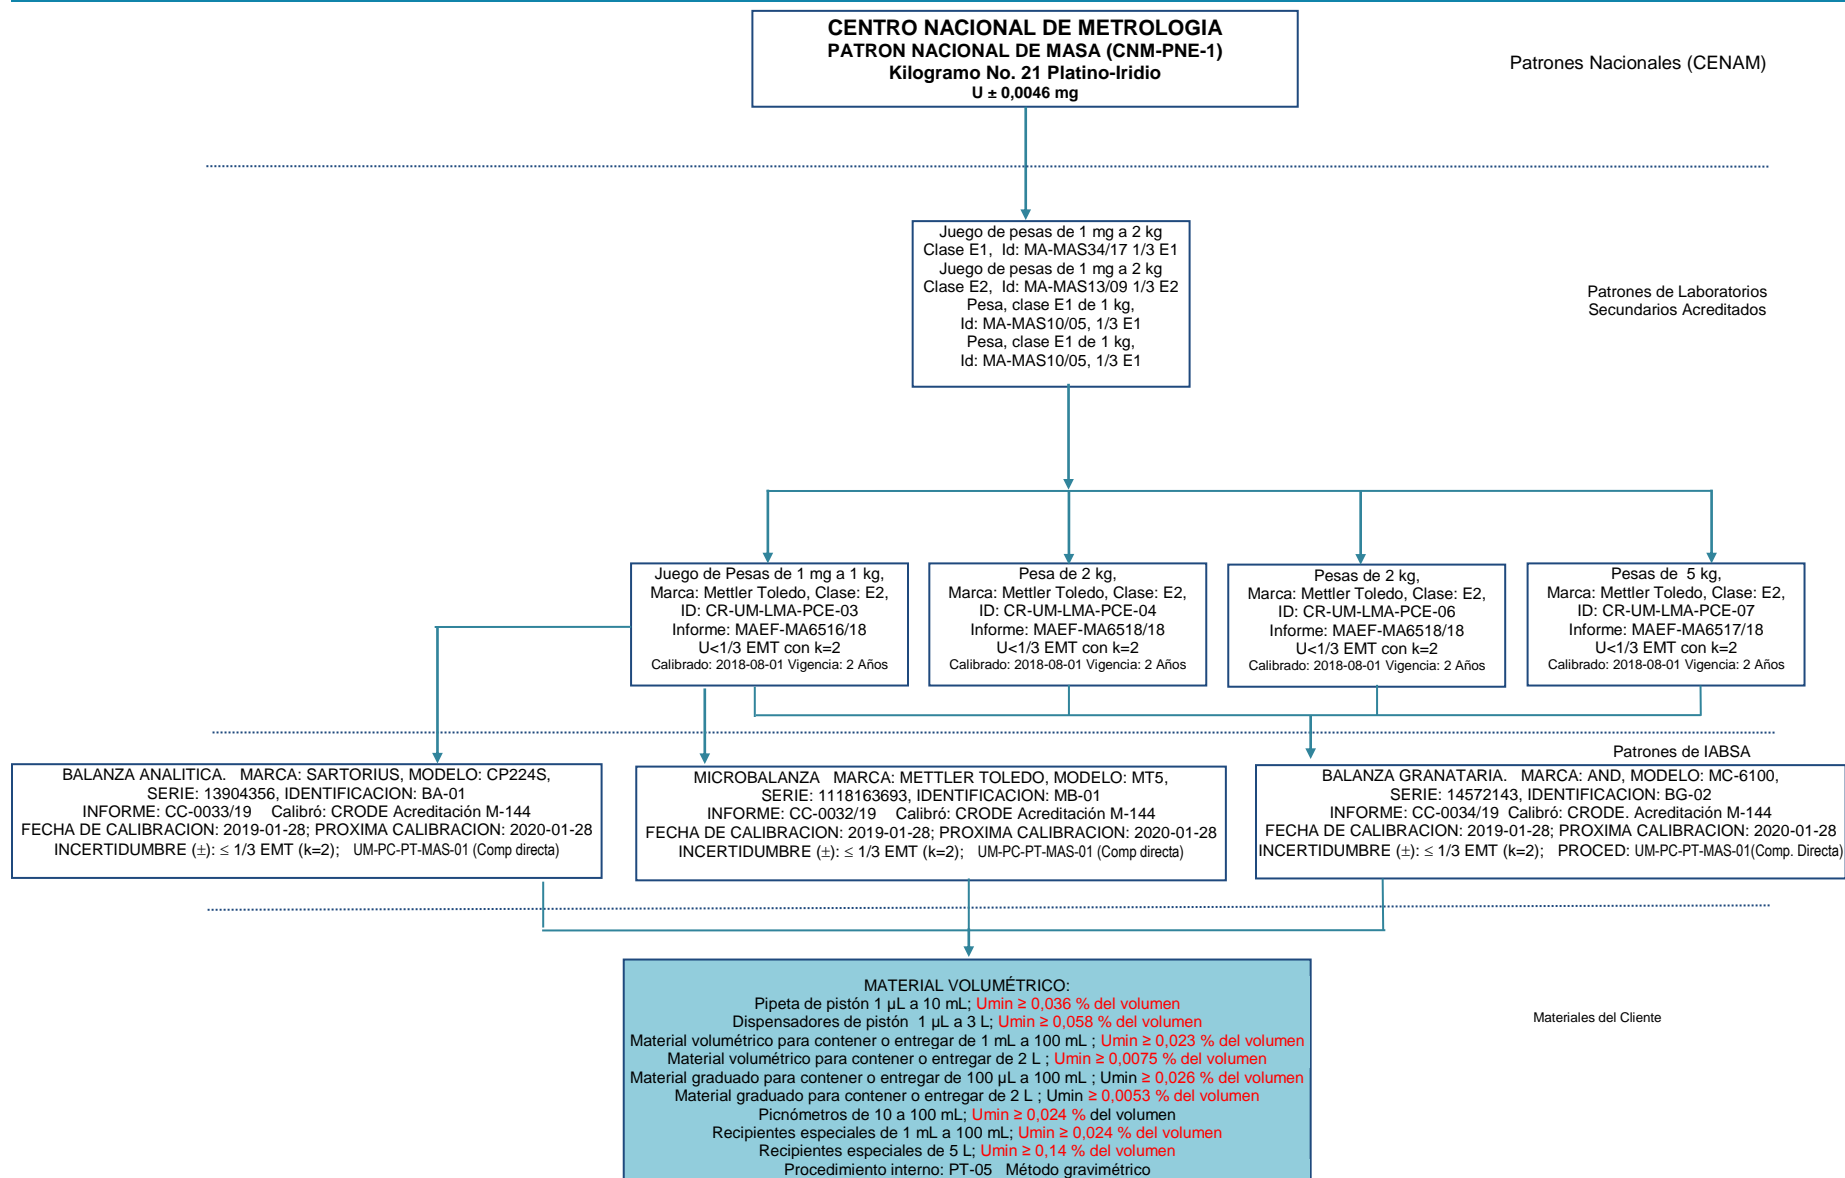 CENTRO NACIONAL DE METROLOGIA
PATRON NACIONAL DE MASA (CNM-PNE-1)
Kilogramo No. 21 Platino-Iridio
U ± 0,0046 mg
Patrones Nacionales (CENAM)
Juego de pesas de 1 mg a 2 kg
Clase E1, Id: MA-MAS34/17 1/3 E1
Juego de pesas de 1 mg a 2 kg
Clase E2, Id: MA-MAS13/09 1/3 E2
Pesa, clase E1 de 1 kg,
Id: MA-MAS10/05, 1/3 E1
Pesa, clase E1 de 1 kg,
Id: MA-MAS10/05, 1/3 E1
Patrones de Laboratorios
Secundarios Acreditados
Juego de Pesas de 1 mg a 1 kg,
Marca: Mettler Toledo, Clase: E2,
ID: CR-UM-LMA-PCE-03
Informe: MAEF-MA6516/18
U<1/3 EMT con k=2
Calibrado: 2018-08-01 Vigencia: 2 Años
Pesa de 2 kg,
Marca: Mettler Toledo, Clase: E2,
ID: CR-UM-LMA-PCE-04
Informe: MAEF-MA6518/18
U<1/3 EMT con k=2
Calibrado: 2018-08-01 Vigencia: 2 Años
Pesas de 2 kg,
Marca: Mettler Toledo, Clase: E2,
ID: CR-UM-LMA-PCE-06
Informe: MAEF-MA6518/18
U<1/3 EMT con k=2
Calibrado: 2018-08-01 Vigencia: 2 Años
Pesas de 5 kg,
Marca: Mettler Toledo, Clase: E2,
ID: CR-UM-LMA-PCE-07
Informe: MAEF-MA6517/18
U<1/3 EMT con k=2
Calibrado: 2018-08-01 Vigencia: 2 Años
Patrones de IABSA
BALANZA ANALITICA. MARCA: SARTORIUS, MODELO: CP224S,
SERIE: 13904356, IDENTIFICACION: BA-01
INFORME: CC-0033/19 Calibró: CRODE Acreditación M-144
FECHA DE CALIBRACION: 2019-01-28; PROXIMA CALIBRACION: 2020-01-28
INCERTIDUMBRE (±): ≤ 1/3 EMT (k=2); UM-PC-PT-MAS-01 (Comp directa)
MICROBALANZA MARCA: METTLER TOLEDO, MODELO: MT5,
SERIE: 1118163693, IDENTIFICACION: MB-01
INFORME: CC-0032/19 Calibró: CRODE Acreditación M-144
FECHA DE CALIBRACION: 2019-01-28; PROXIMA CALIBRACION: 2020-01-28
INCERTIDUMBRE (±): ≤ 1/3 EMT (k=2); UM-PC-PT-MAS-01 (Comp directa)
BALANZA GRANATARIA. MARCA: AND, MODELO: MC-6100,
SERIE: 14572143, IDENTIFICACION: BG-02
INFORME: CC-0034/19 Calibró: CRODE. Acreditación M-144
FECHA DE CALIBRACION: 2019-01-28; PROXIMA CALIBRACION: 2020-01-28
INCERTIDUMBRE (±): ≤ 1/3 EMT (k=2); PROCED: UM-PC-PT-MAS-01(Comp. Directa)
MATERIAL VOLUMÉTRICO:
Pipeta de pistón 1 µL a 10 mL; Umin ≥ 0,036 % del volumen
Dispensadores de pistón 1 µL a 3 L; Umin ≥ 0,058 % del volumen
Material volumétrico para contener o entregar de 1 mL a 100 mL ; Umin ≥ 0,023 % del volumen
Material volumétrico para contener o entregar de 2 L ; Umin ≥ 0,0075 % del volumen
Material graduado para contener o entregar de 100 µL a 100 mL ; Umin ≥ 0,026 % del volumen
Material graduado para contener o entregar de 2 L ; Umin ≥ 0,0053 % del volumen
Picnómetros de 10 a 100 mL; Umin ≥ 0,024 % del volumen
Recipientes especiales de 1 mL a 100 mL; Umin ≥ 0,024 % del volumen
Recipientes especiales de 5 L; Umin ≥ 0,14 % del volumen
Procedimiento interno: PT-05 Método gravimétrico
Materiales del Cliente